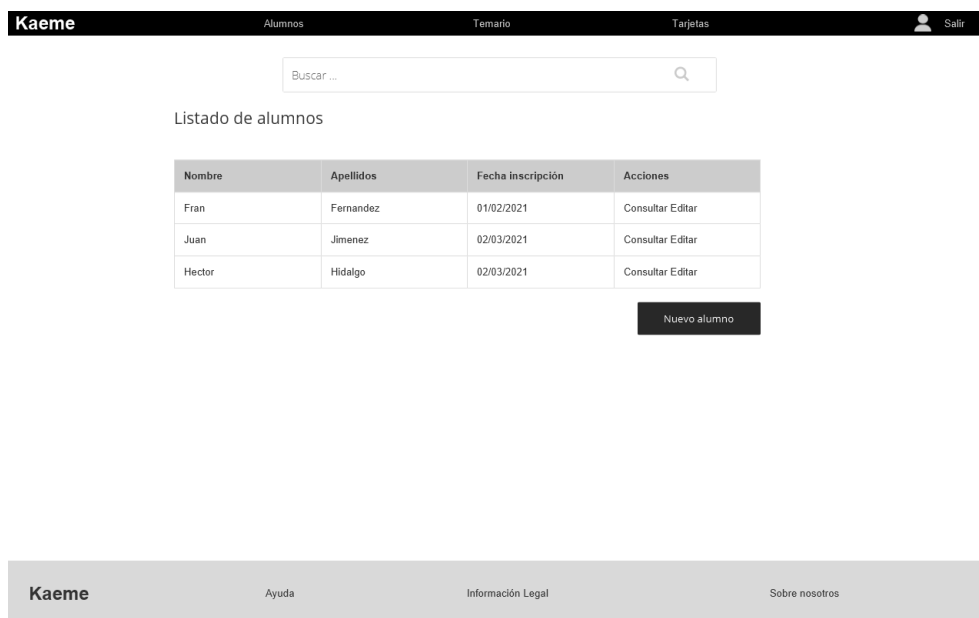 Kaeme Alumnos Temario Tarjetas Salir
Buscar ...
Listado de alumnos
Nombre Apellidos Fecha inscripción Acciones
Fran Fernandez 01/02/2021 Consultar Editar
Juan Jimenez 02/03/2021 Consultar Editar
Hector Hidalgo 02/03/2021 Consultar Editar
Nuevo alumno
Kaeme Ayuda Información Legal Sobre nosotros